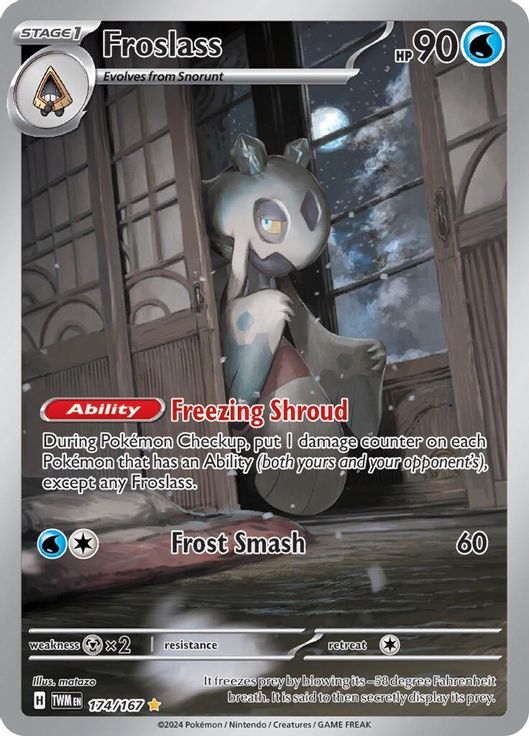 STAGE1
Froslass
HP 90
Evolves from Snorunt
Ability Freezing Shroud
During Pokémon Checkup, put 1 damage counter on each
Pokémon that has an Ability (both yours and your opponent's),
except any Froslass.
Frost Smash 60
weakness ×2 resistance retreat
Illus. matazo
H TWM EN 174/167
It freezes prey by blowing its -58 degree Fahrenheit
breath. It is said to then secretly display its prey.
©2024 Pokémon / Nintendo / Creatures / GAME FREAK